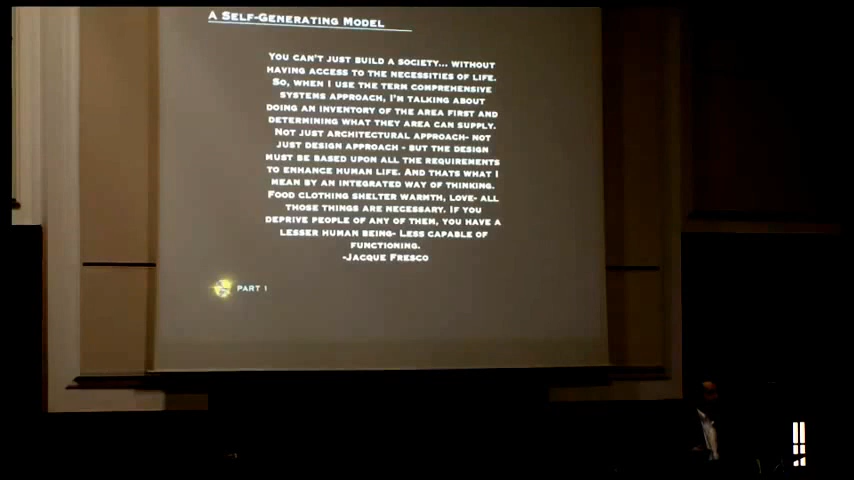 A SELF-GENERATING MODEL
YOU CAN'T JUST BUILD A SOCIETY... WITHOUT
HAVING ACCESS TO THE NECESSITIES OF LIFE.
SO, WHEN I USE THE TERM COMPREHENSIVE
SYSTEMS APPROACH, I'M TALKING ABOUT
DOING AN INVENTORY OF THE AREA FIRST AND
DETERMINING WHAT THEY AREA CAN SUPPLY.
NOT JUST ARCHITECTURAL APPROACH- NOT
JUST DESIGN APPROACH - BUT THE DESIGN
MUST BE BASED UPON ALL THE REQUIREMENTS
TO ENHANCE HUMAN LIFE. AND THATS WHAT I
MEAN BY AN INTEGRATED WAY OF THINKING.
FOOD CLOTHING SHELTER WARMTH, LOVE- ALL
THOSE THINGS ARE NECESSARY. IF YOU
DEPRIVE PEOPLE OF ANY OF THEM, YOU HAVE A
LESSER HUMAN BEING- LESS CAPABLE OF
FUNCTIONING.
-JACQUE FRESCO
PART 1